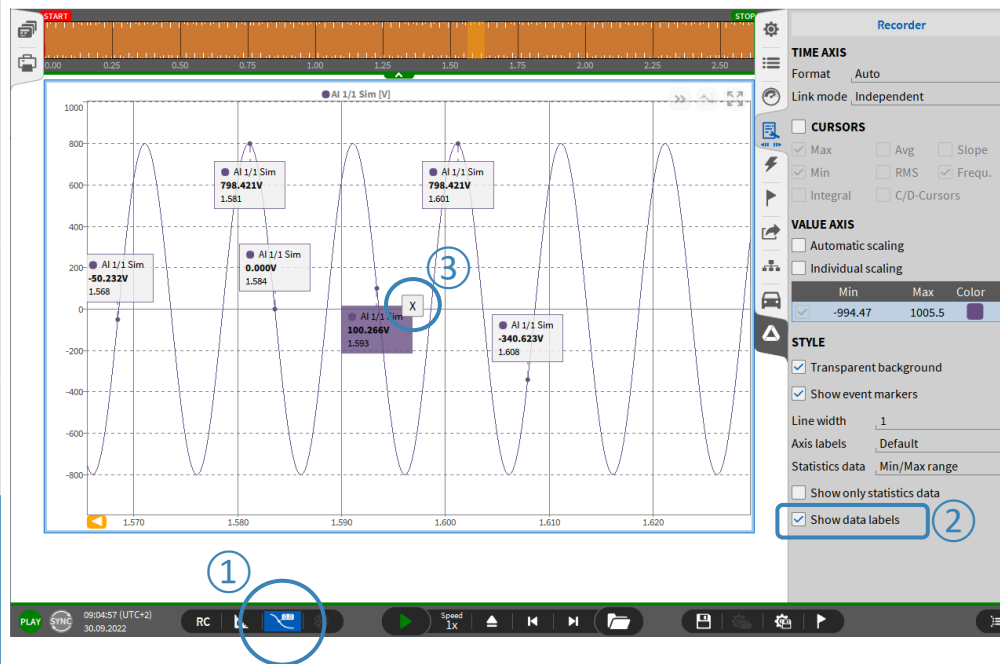 START
STOP
0.00 0.25 0.50 0.75 1.00 1.25 1.50 1.75 2.00 2.25 2.50
AI 1/1 Sim [V]
1000
800
600
400
200
0
-200
-400
-600
-800
1.570 1.580 1.590 1.600 1.610 1.620
AI 1/1 Sim
-50.232V
1.568
AI 1/1 Sim
798.421V
1.581
AI 1/1 Sim
0.000V
1.584
AI 1/1 Sim
100.266V
1.593
X
3
AI 1/1 Sim
798.421V
1.601
AI 1/1 Sim
-340.623V
1.608
Recorder
TIME AXIS
Format Auto
Link mode Independent
CURSORS
Max Avg Slope
Min RMS Frequ.
Integral C/D-Cursors
VALUE AXIS
Automatic scaling
Individual scaling
Min Max Color
-994.47 1005.5
STYLE
Transparent background
Show event markers
Line width 1
Axis labels Default
Statistics data Min/Max range
Show only statistics data
Show data labels
2
1
PLAY
SYNC
09:04:57 (UTC+2)
30.09.2022
RC
0.0
Speed
1x